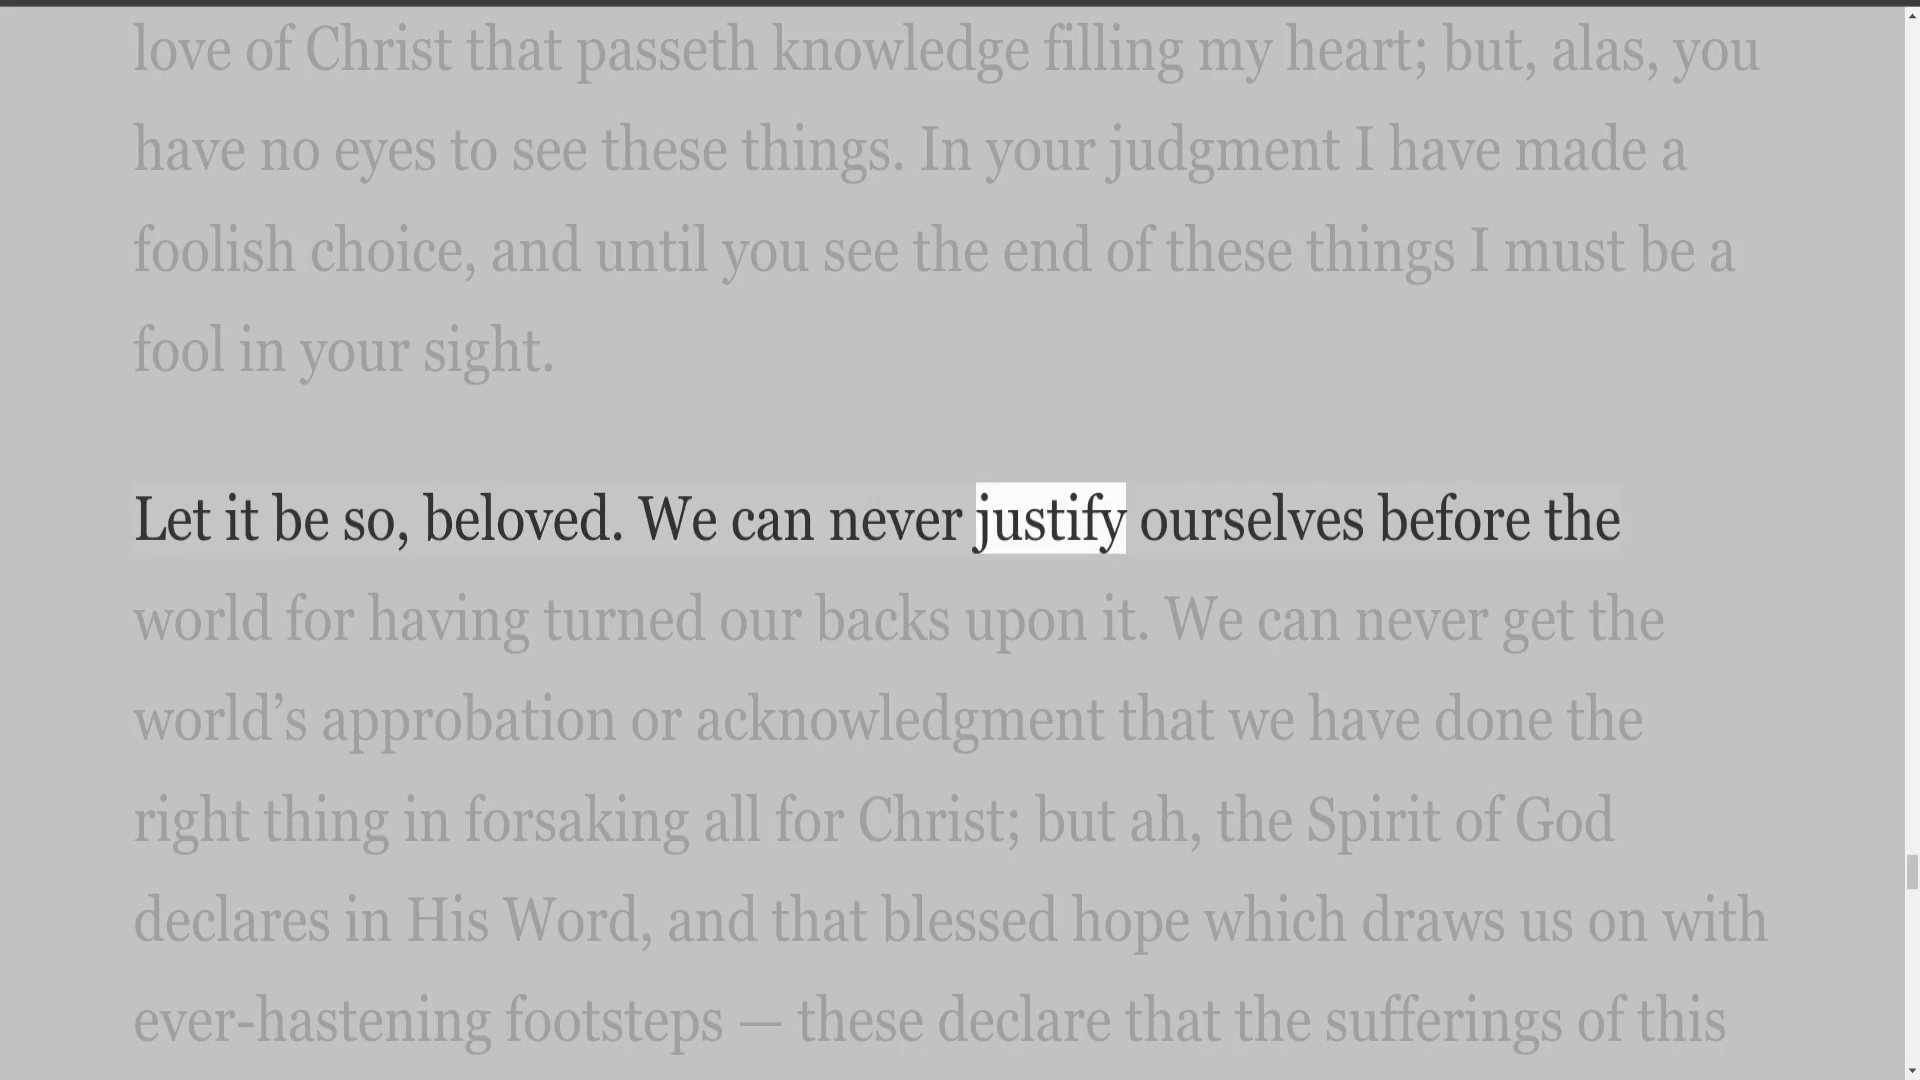 love of Christ that passeth knowledge filling my heart; but, alas, you
have no eyes to see these things. In your judgment I have made a
foolish choice, and until you see the end of these things I must be a
fool in your sight.
Let it be so, beloved. We can never justify ourselves before the
world for having turned our backs upon it. We can never get the
world’s approbation or acknowledgment that we have done the
right thing in forsaking all for Christ; but ah, the Spirit of God
declares in His Word, and that blessed hope which draws us on with
ever-hastening footsteps — these declare that the sufferings of this